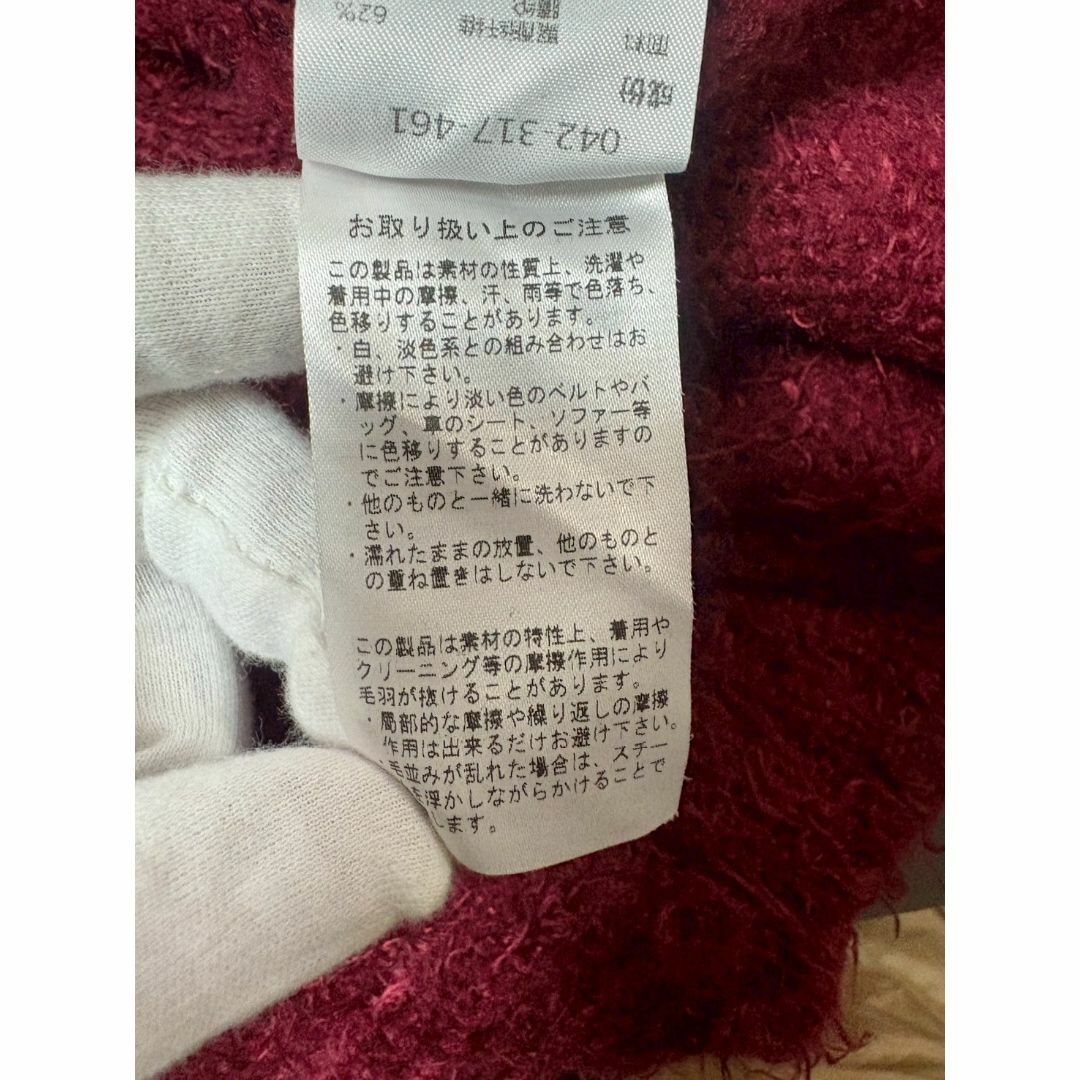 62%
聚酯纤维
面料
成份
042-317-461
お取り扱い上のご注意
この製品は素材の性質上、洗濯や
着用中の摩擦、汗、雨等で色落ち、
色移りすることがあります。
・白、淡色系との組み合わせはお
避け下さい。
・摩擦により淡い色のベルトやバ
ッグ、車のシート、ソファー等
に色移りすることがありますの
でご注意下さい。
・他のものと一緒に洗わないで下
さい。
・濡れたままの放置、他のものと
の重ね置きはしないで下さい。
この製品は素材の特性上、着用や
クリーニング等の摩擦作用により
毛羽が抜けることがあります。
・局部的な摩擦や繰り返しの摩擦
作用は出来るだけお避け下さい。
毛並みが乱れた場合は、スチー
を浮かしながらかけることで
します。